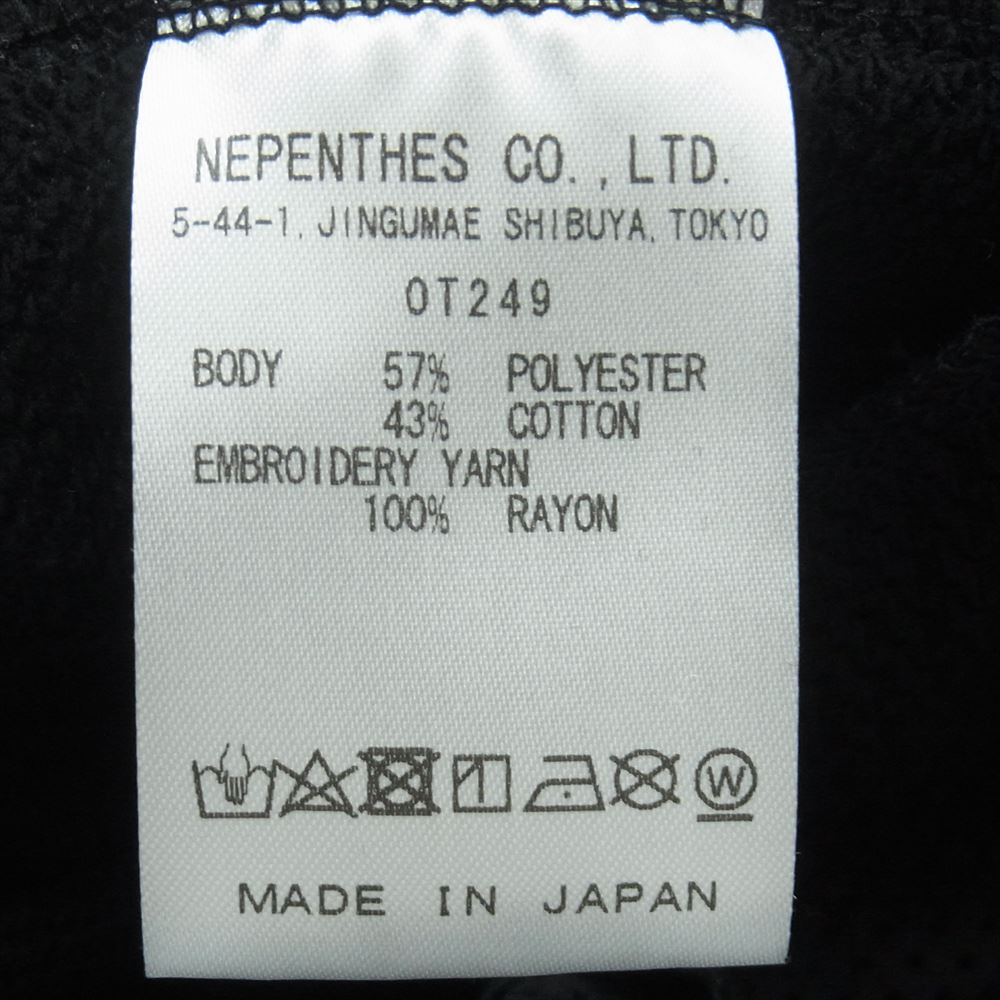 NEPENTHES CO., LTD.
5-44-1, JINGUMAE SHIBUYA, TOKYO
OT249
BODY 57% POLYESTER
43% COTTON
EMBROIDERY YARN
100% RAYON
W
MADE IN JAPAN